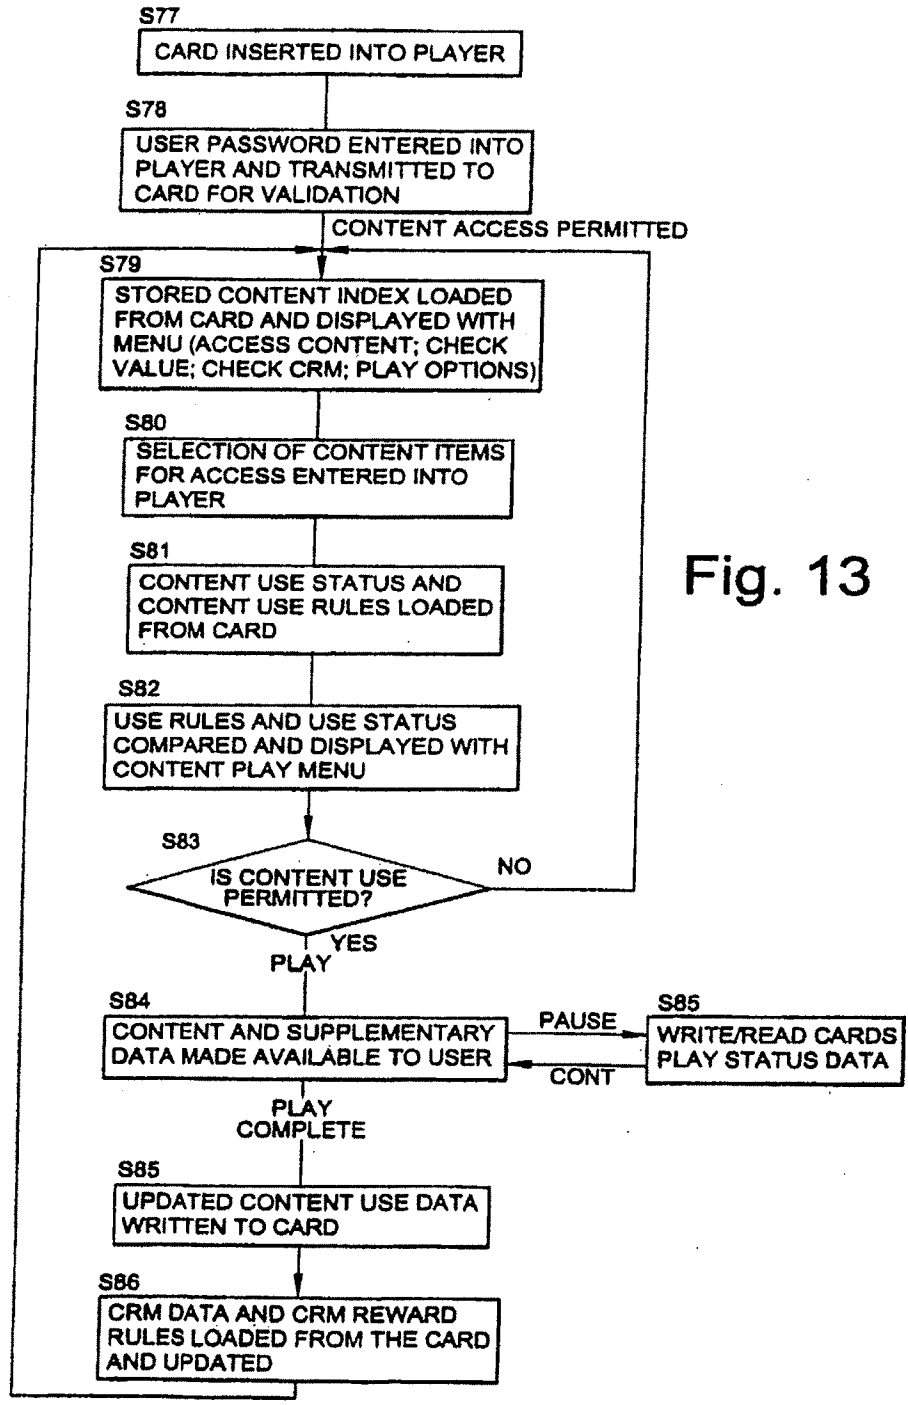 S77
CARD INSERTED INTO PLAYER
S78
USER PASSWORD ENTERED INTO
PLAYER AND TRANSMITTED TO
CARD FOR VALIDATION
CONTENT ACCESS PERMITTED
S79
STORED CONTENT INDEX LOADED
FROM CARD AND DISPLAYED WITH
MENU (ACCESS CONTENT; CHECK
VALUE; CHECK CRM; PLAY OPTIONS)
S80
SELECTION OF CONTENT ITEMS
FOR ACCESS ENTERED INTO
PLAYER
S81
CONTENT USE STATUS AND
CONTENT USE RULES LOADED
FROM CARD
Fig. 13
S82
USE RULES AND USE STATUS
COMPARED AND DISPLAYED WITH
CONTENT PLAY MENU
S83
IS CONTENT USE
PERMITTED?
NO
YES
PLAY
S84
CONTENT AND SUPPLEMENTARY
DATA MADE AVAILABLE TO USER
PAUSE
CONT
S85
WRITE/READ CARDS
PLAY STATUS DATA
PLAY
COMPLETE
S85
UPDATED CONTENT USE DATA
WRITTEN TO CARD
S86
CRM DATA AND CRM REWARD
RULES LOADED FROM THE CARD
AND UPDATED